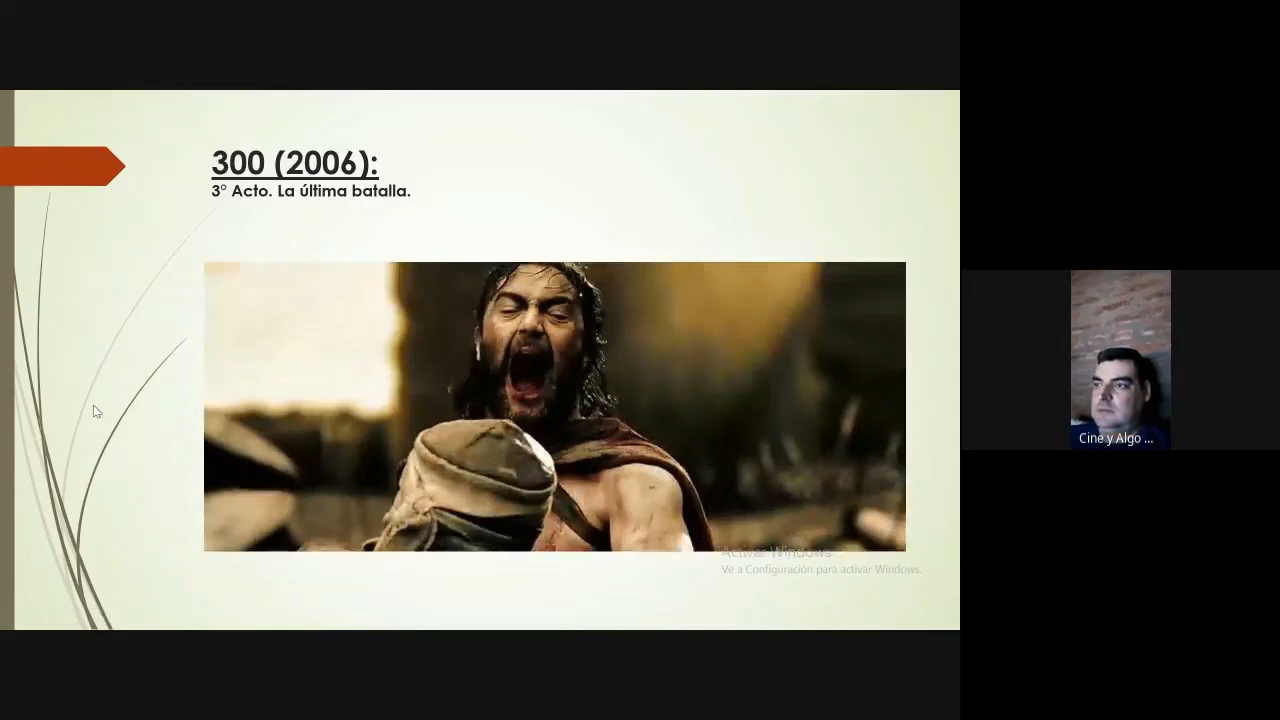 300 (2006):
3° Acto. La última batalla.
Activar Windows
Ve a Configuración para activar Windows.
Cine y Algo ...